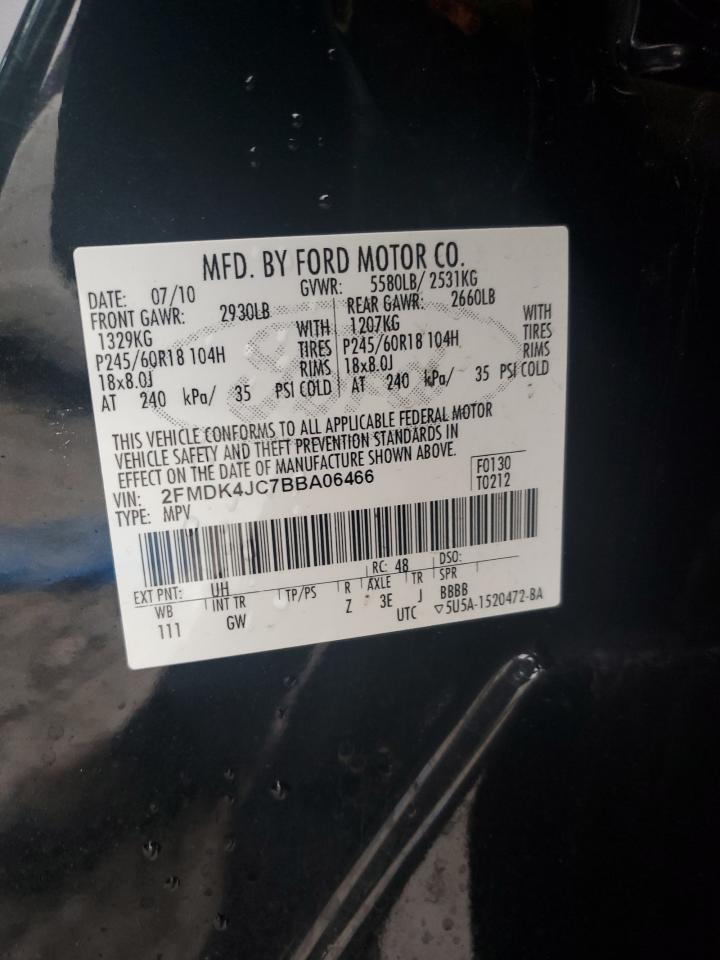 MFD. BY FORD MOTOR CO.
DATE: 07/10 GVWR: 5580LB/ 2531KG
FRONT GAWR: 2930LB REAR GAWR: 2660LB
1329KG WITH 1207KG WITH
P245/60R18 104H TIRES P245/60R18 104H TIRES
18x8.0J RIMS 18x8.0J RIMS
AT 240 kPa/ 35 PSI COLD AT 240 kPa/ 35 PSI COLD
THIS VEHICLE CONFORMS TO ALL APPLICABLE FEDERAL MOTOR
VEHICLE SAFETY AND THEFT PREVENTION STANDARDS IN
EFFECT ON THE DATE OF MANUFACTURE SHOWN ABOVE.
VIN: 2FMDK4JC7BBA06466 F0130
TYPE: MPV T0212
EXT PNT: UH RC: 48 DSO:
WB INT TR TP/PS R AXLE TR SPR
111 GW Z 3E J BBBB
UTC ▽5U5A-1520472-BA